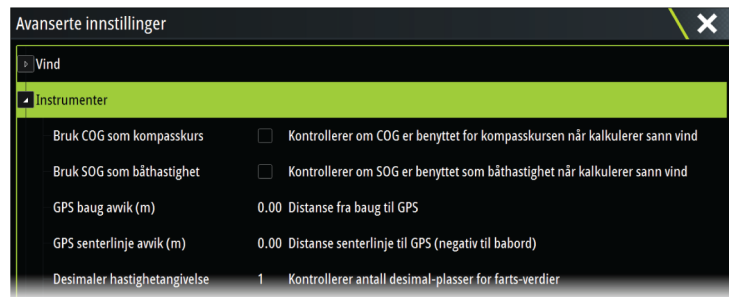 Avanserte innstillinger
Vind
Instrumenter
Bruk COG som kompasskurs Kontrollerer om COG er benyttet for kompasskursen når kalkulerer sann vind
Bruk SOG som båthastighet Kontrollerer om SOG er benyttet som båthastighet når kalkulerer sann vind
GPS baug avvik (m) 0.00 Distanse fra baug til GPS
GPS senterlinje avvik (m) 0.00 Distanse senterlinje til GPS (negativ til babord)
Desimaler hastighetangivelse 1 Kontrollerer antall desimal-plasser for farts-verdier